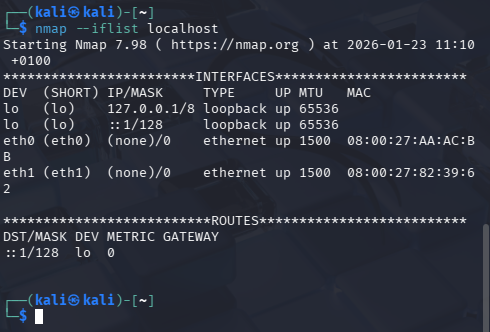 ┌──(kali㉿kali)-[~]
└─$ nmap --iflist localhost
Starting Nmap 7.98 ( https://nmap.org ) at 2026-01-23 11:10
 +0100
************************INTERFACES************************
DEV  (SHORT) IP/MASK     TYPE     UP MTU   MAC
lo   (lo)    127.0.0.1/8 loopback up 65536
lo   (lo)    ::1/128     loopback up 65536
eth0 (eth0)  (none)/0    ethernet up 1500  08:00:27:AA:AC:B
B
eth1 (eth1)  (none)/0    ethernet up 1500  08:00:27:82:39:6
2

**************************ROUTES**************************
DST/MASK DEV METRIC GATEWAY
::1/128  lo  0

┌──(kali㉿kali)-[~]
└─$